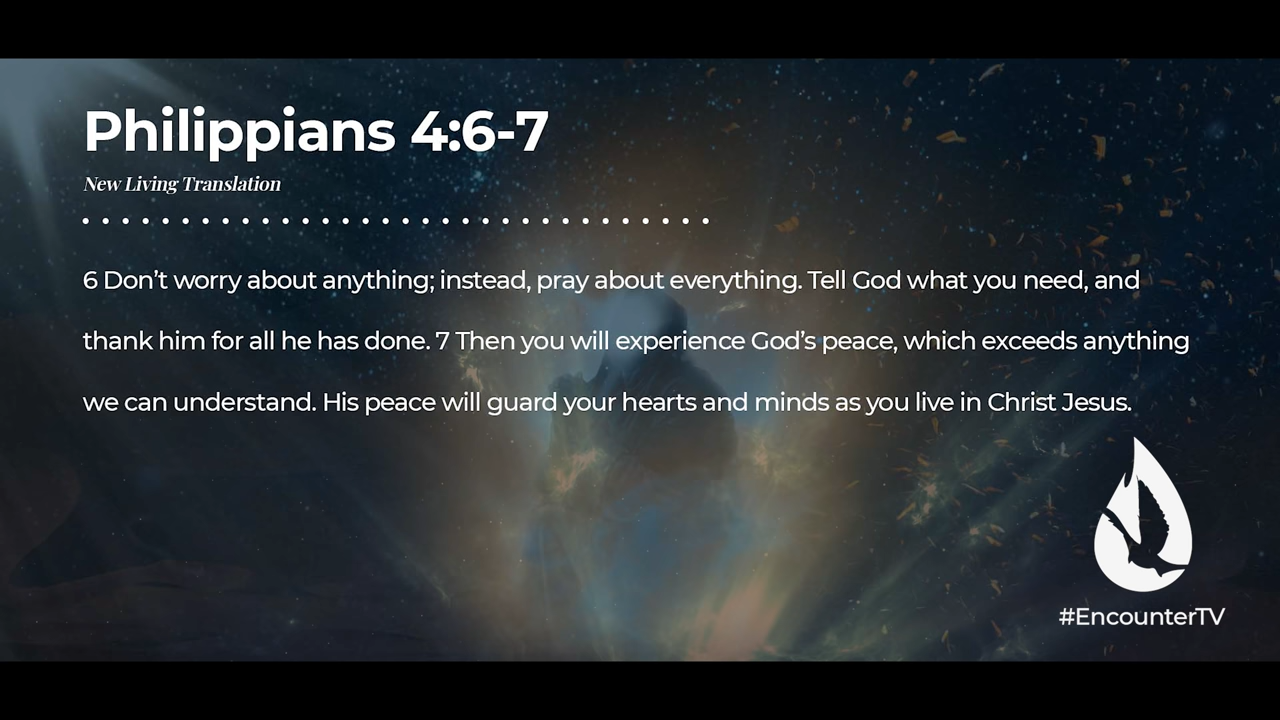 Philippians 4:6-7
New Living Translation
6 Don’t worry about anything; instead, pray about everything. Tell God what you need, and
thank him for all he has done. 7 Then you will experience God’s peace, which exceeds anything
we can understand. His peace will guard your hearts and minds as you live in Christ Jesus.
#EncounterTV